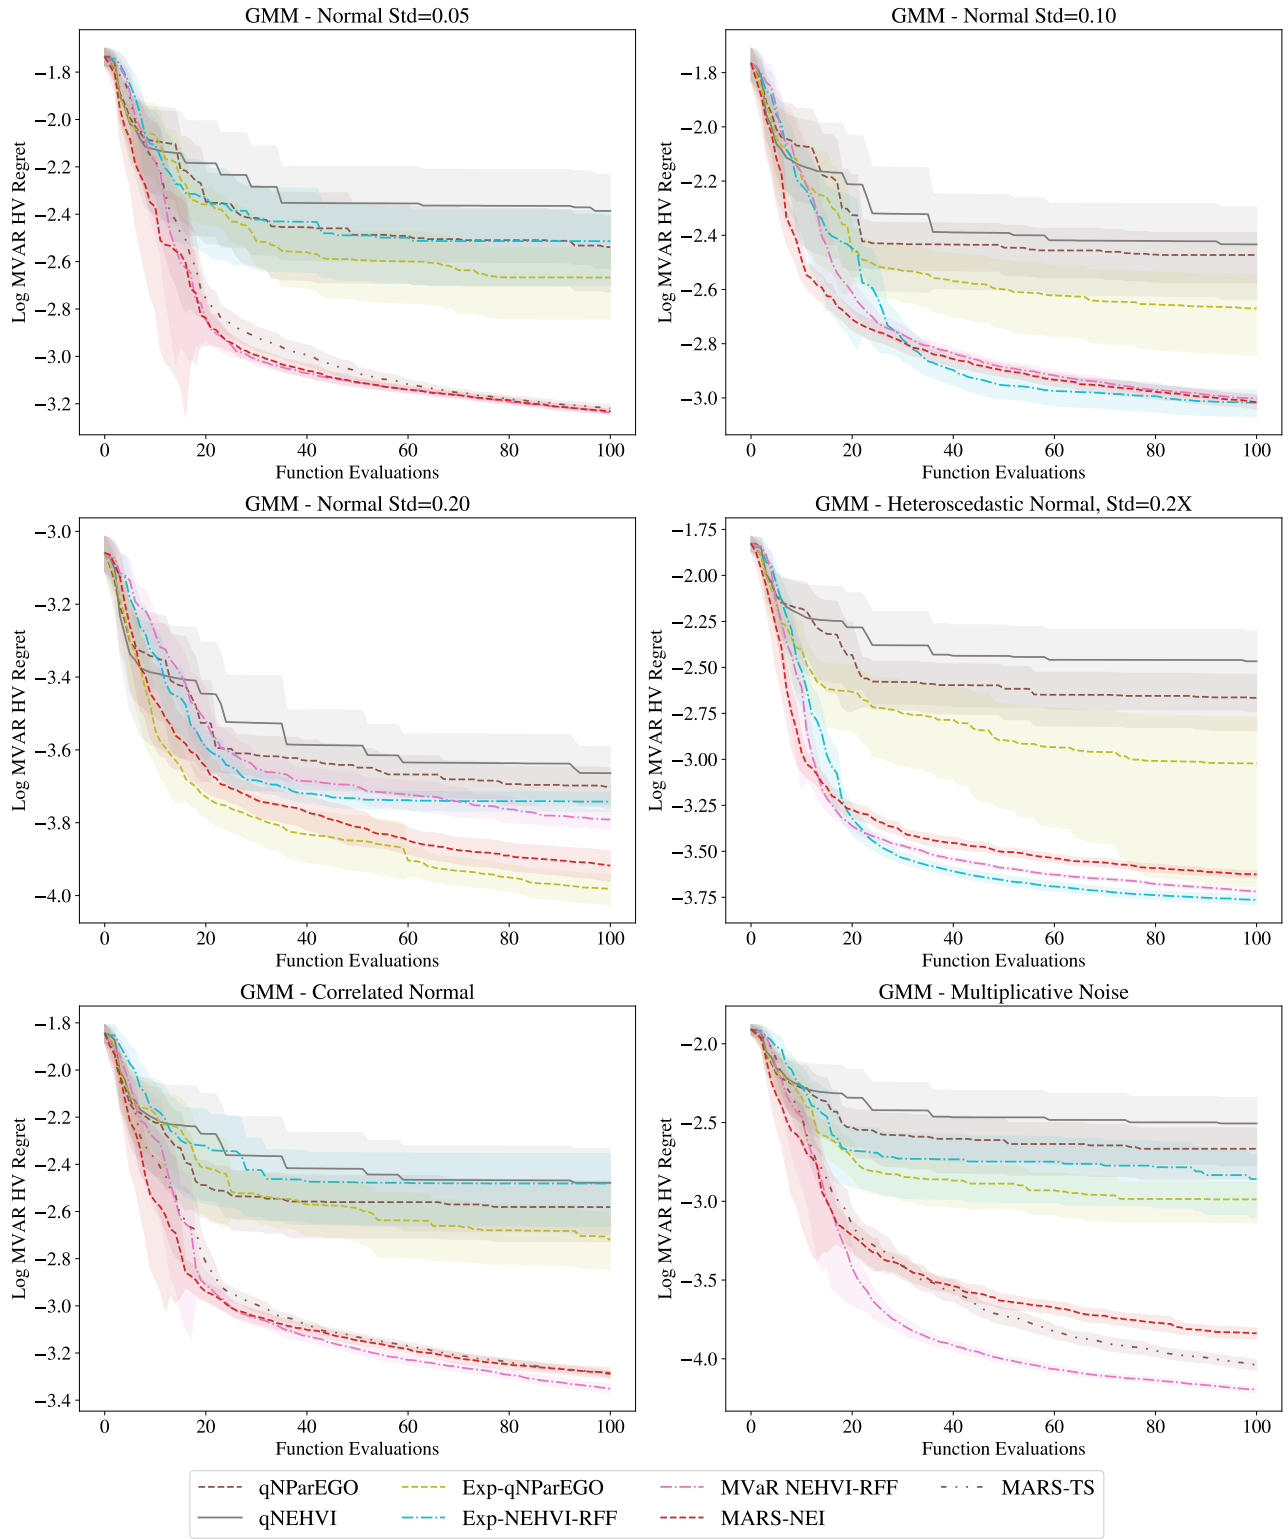 GMM - Normal Std=0.05
Log MVAR HV Regret
−1.8
−2.0
−2.2
−2.4
−2.6
−2.8
−3.0
−3.2
0 20 40 60 80 100
Function Evaluations
GMM - Normal Std=0.10
Log MVAR HV Regret
−1.8
−2.0
−2.2
−2.4
−2.6
−2.8
−3.0
0 20 40 60 80 100
Function Evaluations
GMM - Normal Std=0.20
Log MVAR HV Regret
−3.0
−3.2
−3.4
−3.6
−3.8
−4.0
0 20 40 60 80 100
Function Evaluations
GMM - Heteroscedastic Normal, Std=0.2X
Log MVAR HV Regret
−1.75
−2.00
−2.25
−2.50
−2.75
−3.00
−3.25
−3.50
−3.75
0 20 40 60 80 100
Function Evaluations
GMM - Correlated Normal
Log MVAR HV Regret
−1.8
−2.0
−2.2
−2.4
−2.6
−2.8
−3.0
−3.2
−3.4
0 20 40 60 80 100
Function Evaluations
GMM - Multiplicative Noise
Log MVAR HV Regret
−2.0
−2.5
−3.0
−3.5
−4.0
0 20 40 60 80 100
Function Evaluations
qNParEGO Exp-qNParEGO MVaR NEHVI-RFF MARS-TS
qNEHVI Exp-NEHVI-RFF MARS-NEI